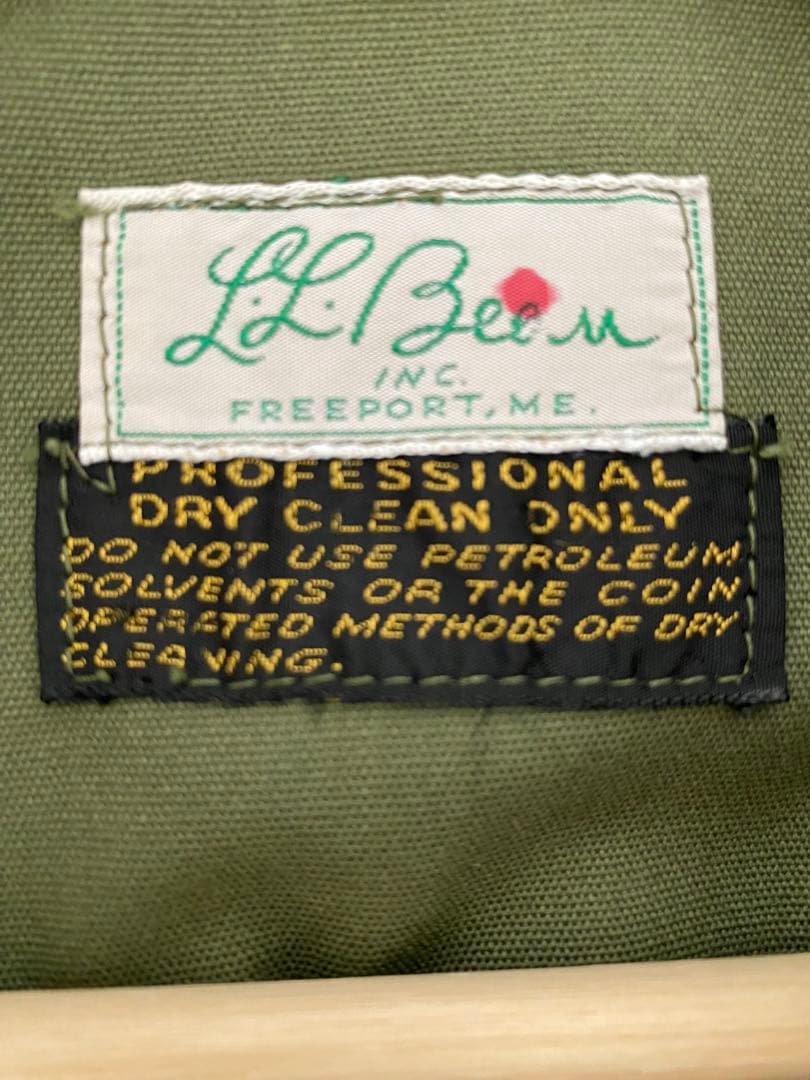 L.L.Bean
INC.
FREEPORT, ME.
PROFESSIONAL
DRY CLEAN ONLY
DO NOT USE PETROLEUM
SOLVENTS OR THE COIN
OPERATED METHODS OF DRY
CLEANING.